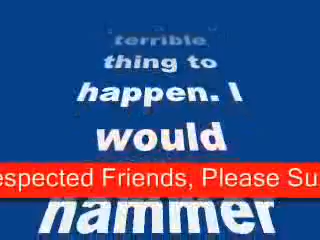 terrible
thing to
happen. I
would
espected Friends, Please Su
hammer